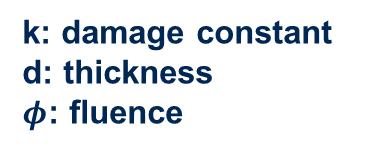 k: damage constant
d: thickness
ϕ: fluence